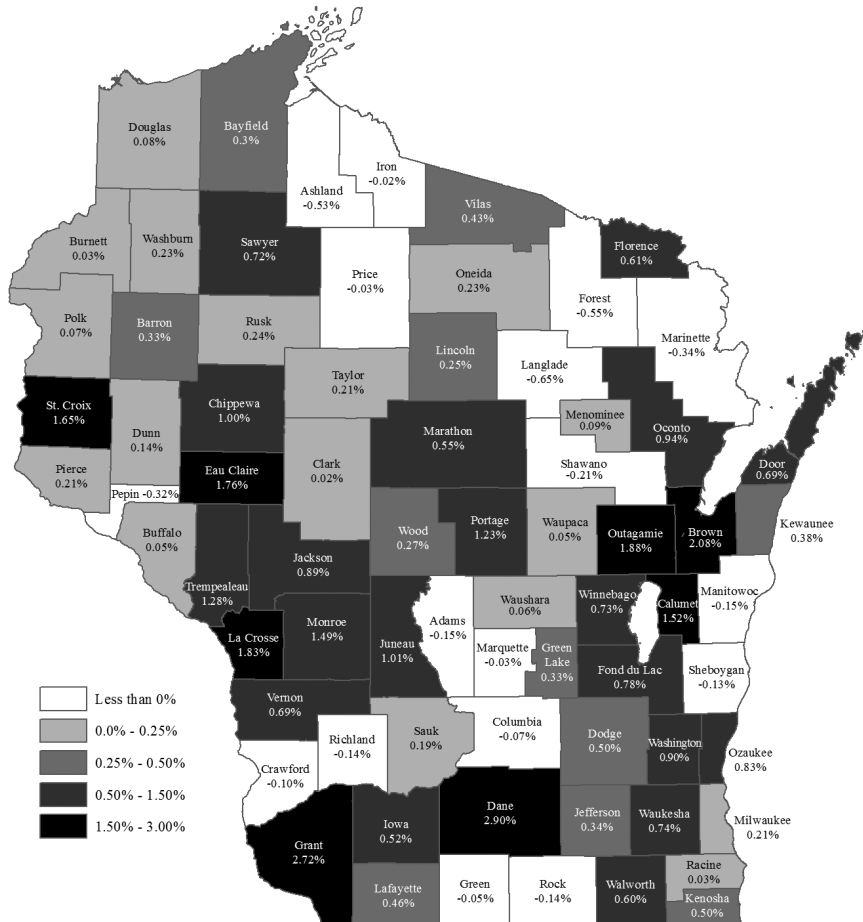 Douglas
0.08%
Bayfield
0.3%
Iron
-0.02%
Ashland
-0.53%
Vilas
0.43%
Burnett
0.03%
Washburn
0.23%
Sawyer
0.72%
Price
-0.03%
Oneida
0.23%
Florence
0.61%
Forest
-0.55%
Marinette
-0.34%
Polk
0.07%
Barron
0.33%
Rusk
0.24%
Lincoln
0.25%
Langlade
-0.65%
Taylor
0.21%
St. Croix
1.65%
Chippewa
1.00%
Dunn
0.14%
Marathon
0.55%
Menominee
0.09%
Oconto
0.94%
Eau Claire
1.76%
Clark
0.02%
Shawano
-0.21%
Door
0.69%
Pierce
0.21%
Pepin -0.32%
Buffalo
0.05%
Wood
0.27%
Portage
1.23%
Waupaca
0.05%
Outagamie
1.88%
Brown
2.08%
Kewaunee
0.38%
Jackson
0.89%
Trempealeau
1.28%
Waushara
0.06%
Winnebago
0.73%
Calumet
1.52%
Manitowoc
-0.15%
La Crosse
1.83%
Monroe
1.49%
Juneau
1.01%
Adams
-0.15%
Marquette
-0.03%
Green
Lake
0.33%
Fond du Lac
0.78%
Sheboygan
-0.13%
Vernon
0.69%
Richland
-0.14%
Sauk
0.19%
Columbia
-0.07%
Dodge
0.50%
Washington
0.90%
Ozaukee
0.83%
Crawford
-0.10%
Grant
2.72%
Iowa
0.52%
Dane
2.90%
Jefferson
0.34%
Waukesha
0.74%
Milwaukee
0.21%
Lafayette
0.46%
Green
-0.05%
Rock
-0.14%
Walworth
0.60%
Racine
0.03%
Kenosha
0.50%
Less than 0%
0.0% - 0.25%
0.25% - 0.50%
0.50% - 1.50%
1.50% - 3.00%